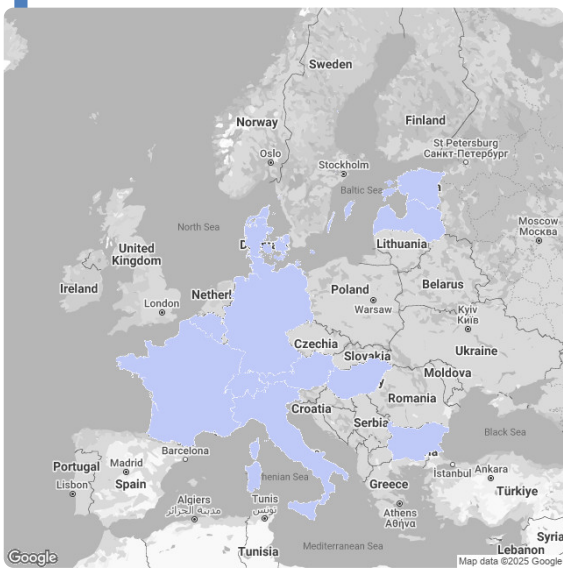 Sweden
Finland
Norway
Oslo
St Petersburg
Санкт-Петербург
Stockholm
Baltic Sea
Moscow
Москва
North Sea
Lithuania
United
Kingdom
Ireland
London
Poland
Warsaw
Belarus
Kyiv
Київ
Czechia
Slovakia
Ukraine
Moldova
Romania
Croatia
Serbia
Black Sea
Barcelona
Portugal
Madrid
Lisbon
Spain
Istanbul
Ankara
Greece
Türkiye
Algiers
مدينة الجزائر
Tunis
تونس
Athens
Αθήνα
Tunisia
Mediterranean Sea
Syria
Lebanon
Google
Map data ©2025 Google